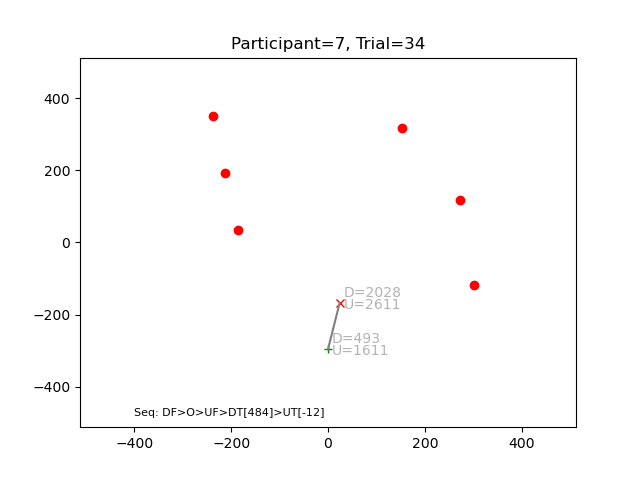 Participant=7, Trial=34
400
200
0
−200
−400
D=2028
U=2611
D=493
U=1611
Seq: DF>O>UF>DT[484]>UT[-12]
−400
−200
0
200
400